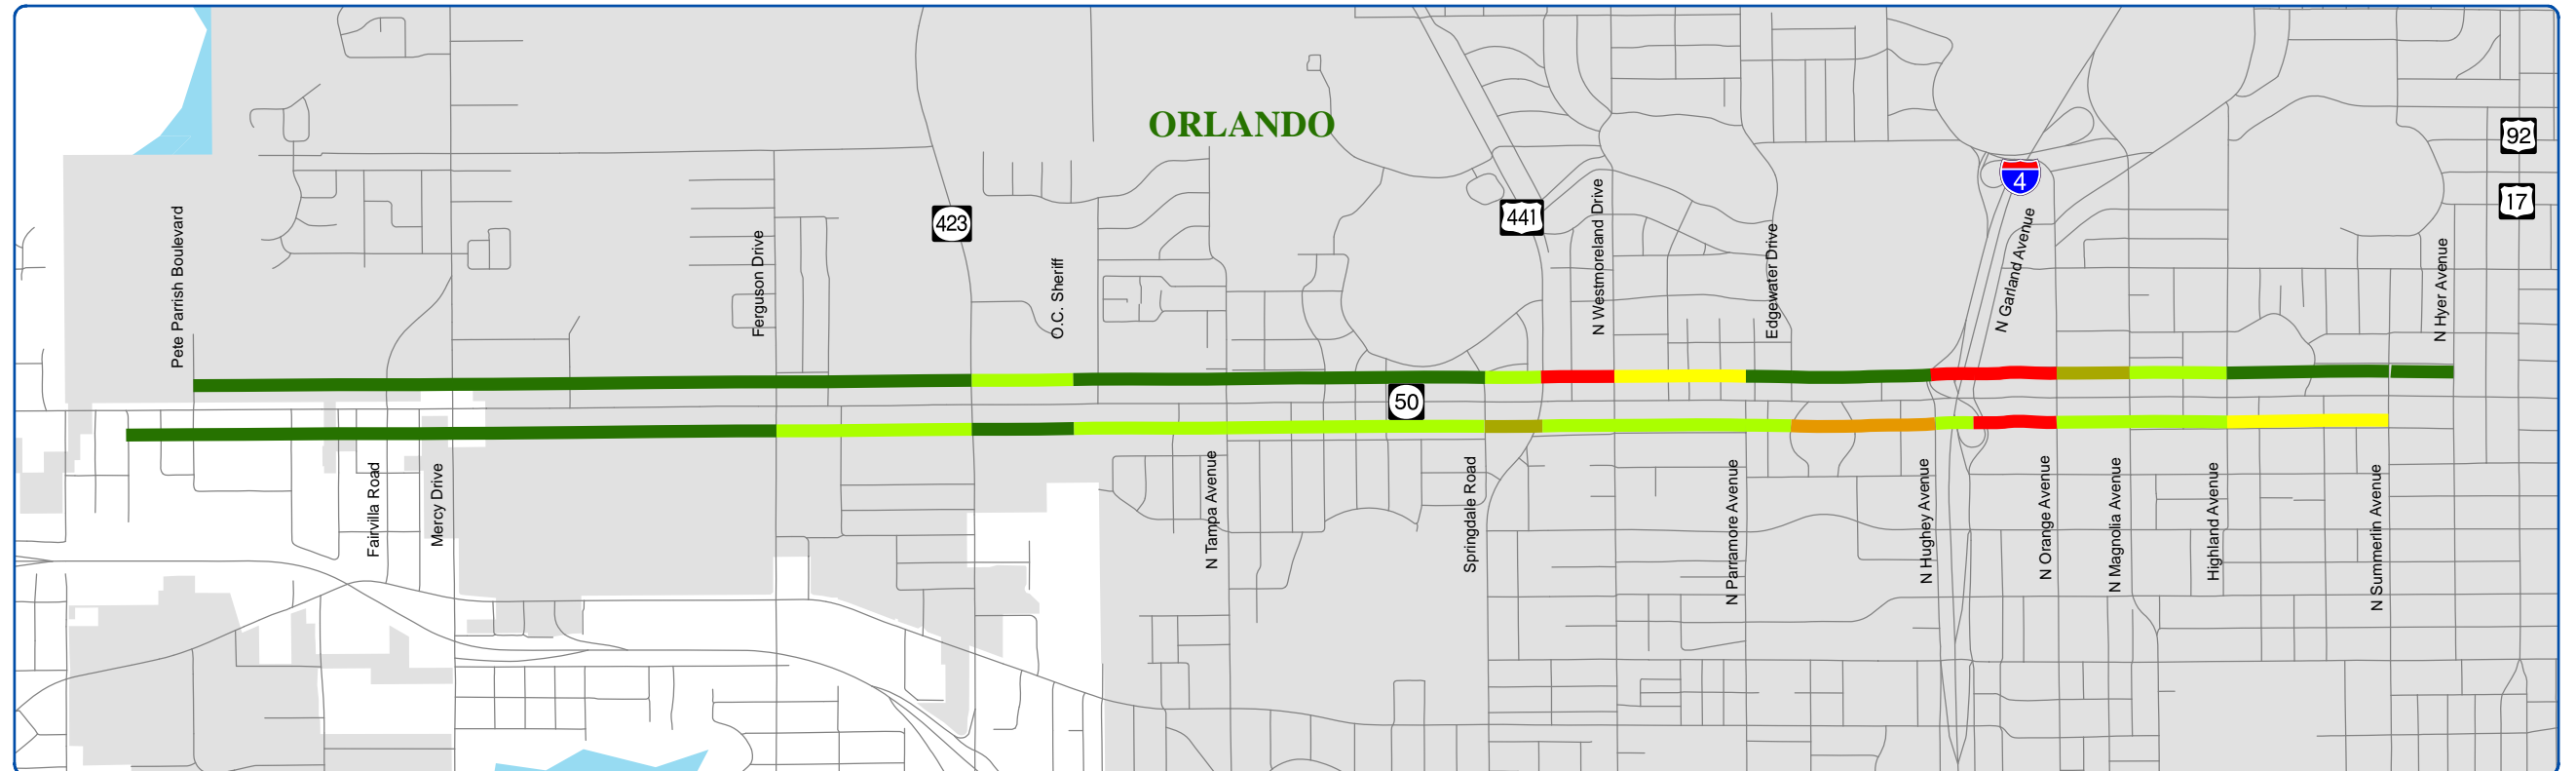 ORLANDO
92
4
17
Pete Parrish Boulevard
Ferguson Drive
423
O.C. Sheriff
441
N Westmoreland Drive
Edgewater Drive
N Garland Avenue
N Hyer Avenue
50
Fairvilla Road
Mercy Drive
N Tampa Avenue
Springdale Road
N Parramore Avenue
N Hughey Avenue
N Orange Avenue
N Magnolia Avenue
Highland Avenue
N Summerlin Avenue